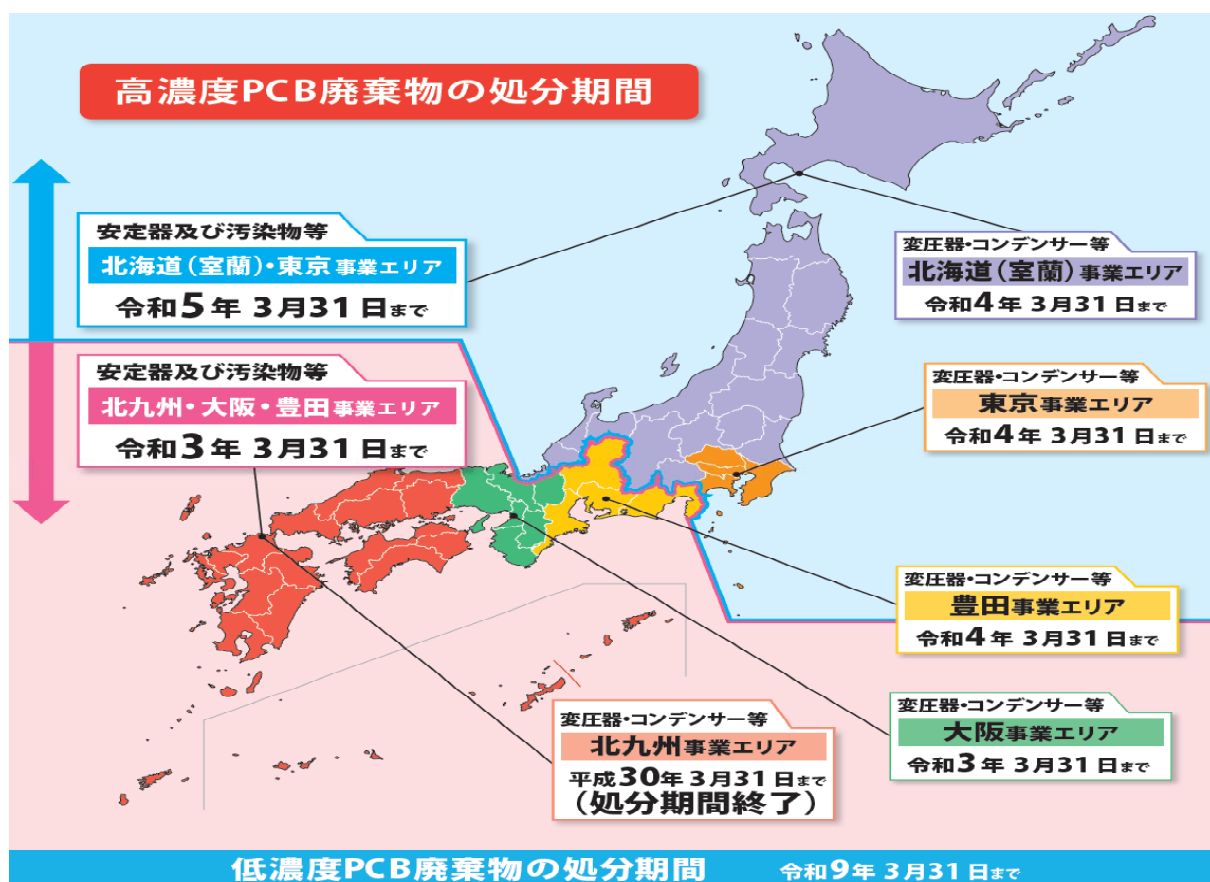 高濃度PCB廃棄物の処分期間
安定器及び汚染物等
北海道(室蘭)・東京事業エリア
令和5年 3月31日まで
安定器及び汚染物等
北九州・大阪・豊田事業エリア
令和3年 3月31日まで
変圧器・コンデンサー等
北海道(室蘭)事業エリア
令和4年 3月31日まで
変圧器・コンデンサー等
東京事業エリア
令和4年 3月31日まで
変圧器・コンデンサー等
豊田事業エリア
令和4年 3月31日まで
変圧器・コンデンサー等
大阪事業エリア
令和3年 3月31日まで
変圧器・コンデンサー等
北九州事業エリア
平成30年3月31日まで
(処分期間終了)
低濃度PCB廃棄物の処分期間 令和9年 3月31日まで